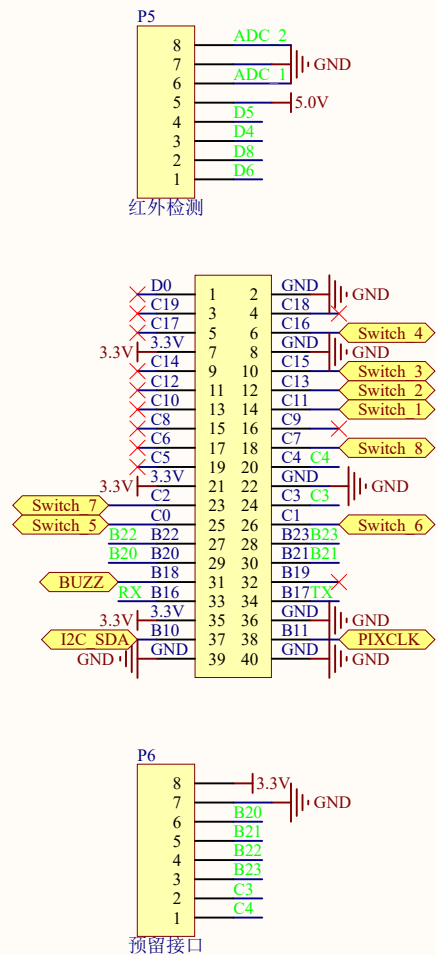 P5
8 ADC_2
7 GND
6 ADC_1
5 5.0V
4 D5
3 D4
2 D8
1 D6
红外检测
D0 1 2 GND GND
C19 3 4 C18
C17 5 6 C16 Switch_4
3.3V 3.3V 7 8 GND GND
C14 9 10 C15 Switch_3
C12 11 12 C13 Switch_2
C10 13 14 C11 Switch_1
C8 15 16 C9
C6 17 18 C7 Switch_8
C5 19 20 C4 C4
3.3V 3.3V 21 22 GND GND
Switch_7 C2 23 24 C3 C3
Switch_5 C0 25 26 C1 Switch_6
B22 B22 27 28 B23 B23
B20 B20 29 30 B21 B21
BUZZ B18 31 32 B19
RX B16 33 34 B17 TX
3.3V 3.3V 35 36 GND GND
I2C_SDA B10 37 38 B11 PIXCLK
GND GND 39 40 GND GND
P6
8 3.3V
7 GND
6 B20
5 B21
4 B22
3 B23
2 C3
1 C4
预留接口